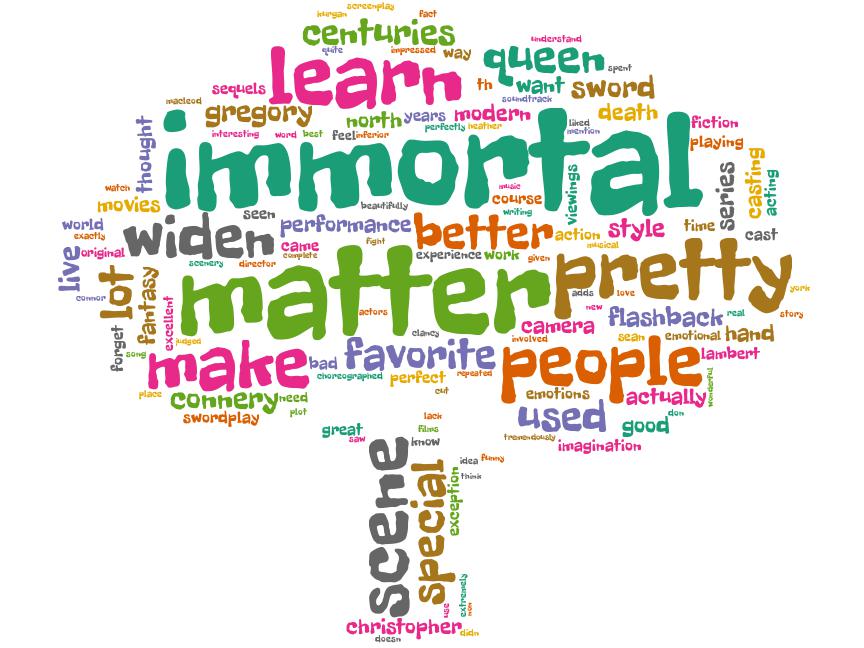 screenplay
kurgan
fact
centuries
understand
quite
impressed
way
queen
spent
learn
sequels
th
want
sword
macleod
soundtrack
gregory
north
years
modern
death
interesting
word
best
feel
inferior
perfectly
heather
liked
mention
fiction
thought
immortal
playing
series
casting
acting
watch
music
viewings
movies
beautifully
course
writing
seen
world
exactly
widen
performance
better
action
style
time
cast
live
original
came
fight
musical
complete
experience
work
given
scenery
director
lot
fantasy
matter
pretty
connor
adds
love
york
excellent
actors
new
flashback
real
story
camera
forget
song
judged
clancy
involved
sean
emotional
hand
make
bad
favorite
people
lambert
choreographed
perfect
repeated
wonderful
place
connery
need
cut
emotions
actually
swordplay
plot
used
good
don
great
saw
lack
films
know
tremendously
imagination
scene
special
exception
idea
funny
think
extremely
use
non
christopher
didn
doesn